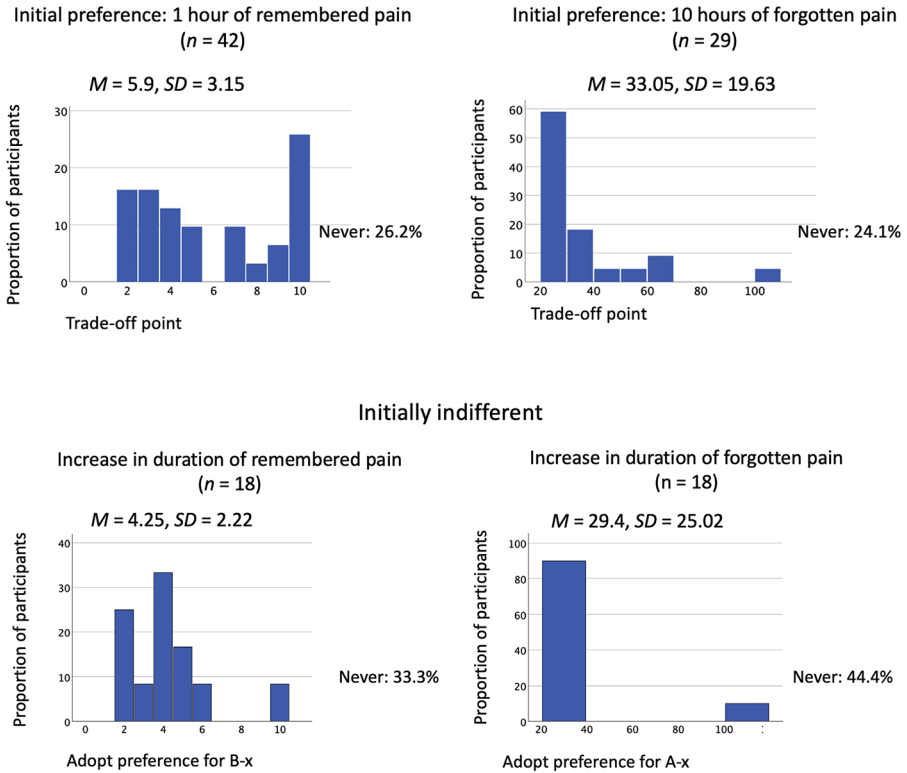 Initial preference: 1 hour of remembered pain
(n = 42)
M = 5.9, SD = 3.15
Proportion of participants
30
20
10
0
0 2 4 6 8 10
Never: 26.2%
Trade-off point
Initial preference: 10 hours of forgotten pain
(n = 29)
M = 33.05, SD = 19.63
Proportion of participants
60
50
40
30
20
10
0
20 40 60 80 100
Never: 24.1%
Trade-off point
Initially indifferent
Increase in duration of remembered pain
(n = 18)
M = 4.25, SD = 2.22
Proportion of participants
40
30
20
10
0
0 2 4 6 8 10
Never: 33.3%
Adopt preference for B-x
Increase in duration of forgotten pain
(n = 18)
M = 29.4, SD = 25.02
Proportion of participants
100
80
60
40
20
0
20 40 60 80 100 :
Never: 44.4%
Adopt preference for A-x